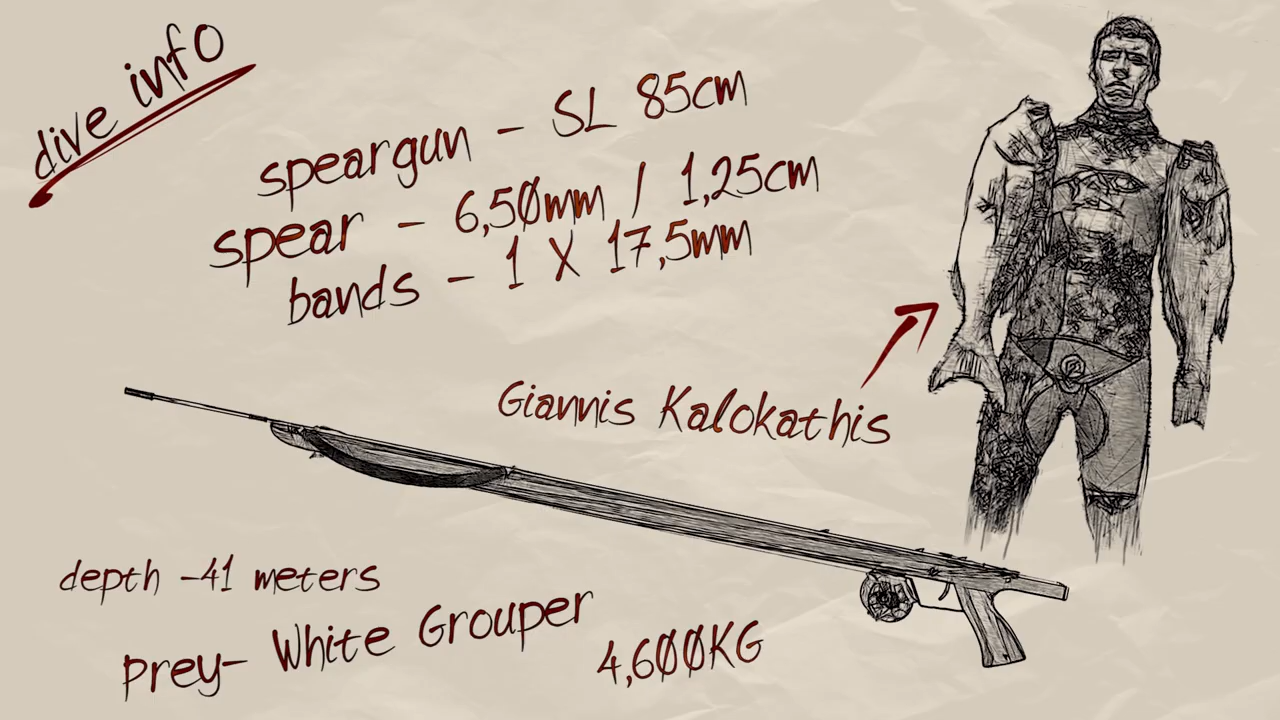 dive info
speargun - SL 85cm
spear - 6,50mm / 1,25cm
bands - 1 X 17,5mm
Giannis Kalokathis
depth -41 meters
prey- White Grouper
4,600KG